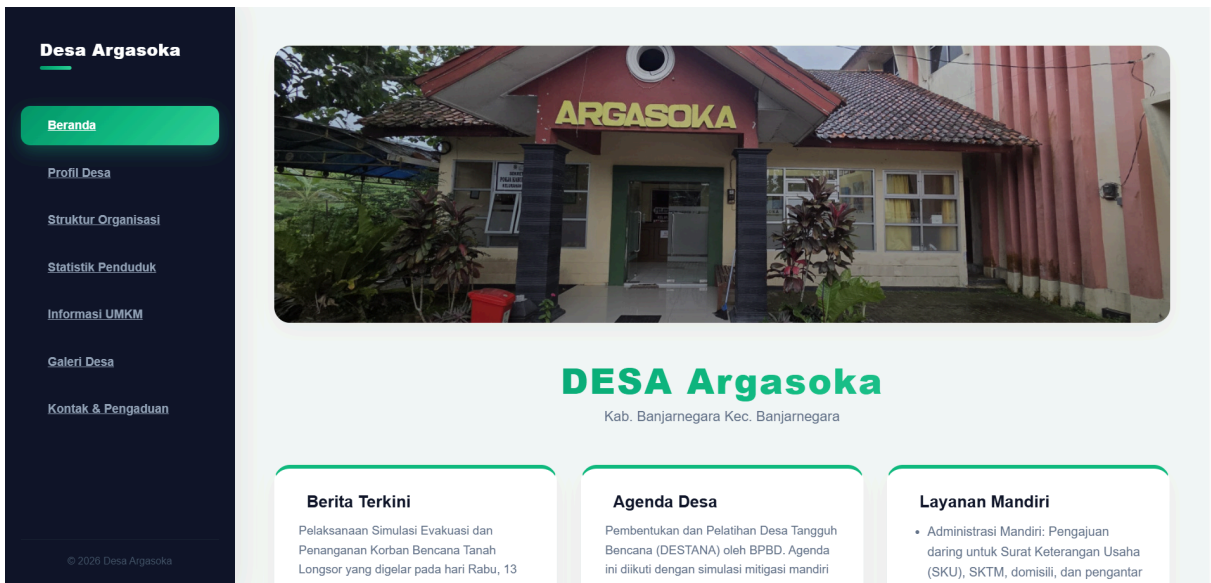 Desa Argasoka
Beranda
Profil Desa
Struktur Organisasi
Statistik Penduduk
Informasi UMKM
Galeri Desa
Kontak & Pengaduan
© 2026 Desa Argasoka
ARGASOKA
DESA Argasoka
Kab. Banjarnegara Kec. Banjarnegara
Berita Terkini
Pelaksanaan Simulasi Evakuasi dan
Penanganan Korban Bencana Tanah
Longsor yang digelar pada hari Rabu, 13
Agenda Desa
Pembentukan dan Pelatihan Desa Tangguh
Bencana (DESTANA) oleh BPBD. Agenda
ini diikuti dengan simulasi mitigasi mandiri
Layanan Mandiri
• Administrasi Mandiri: Pengajuan
daring untuk Surat Keterangan Usaha
(SKU), SKTM, domisili, dan pengantar